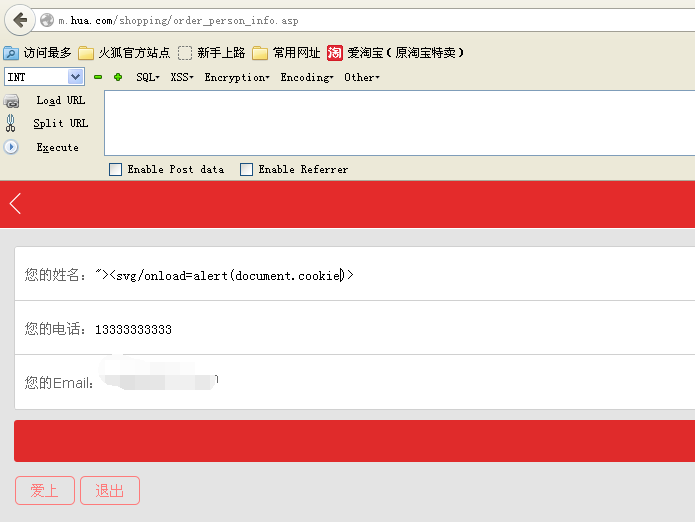 m.hua.com/shopping/order_person_info.asp
访问最多 火狐官方站点 新手上路 常用网址 淘 爱淘宝（原淘宝特卖）
INT SQL XSS Encryption Encoding Other
Load URL
Split URL
Execute
Enable Post data Enable Referrer
您的姓名："><svg/onload=alert(document.cookie)>
您的电话：13333333333
您的Email：
爱上 退出